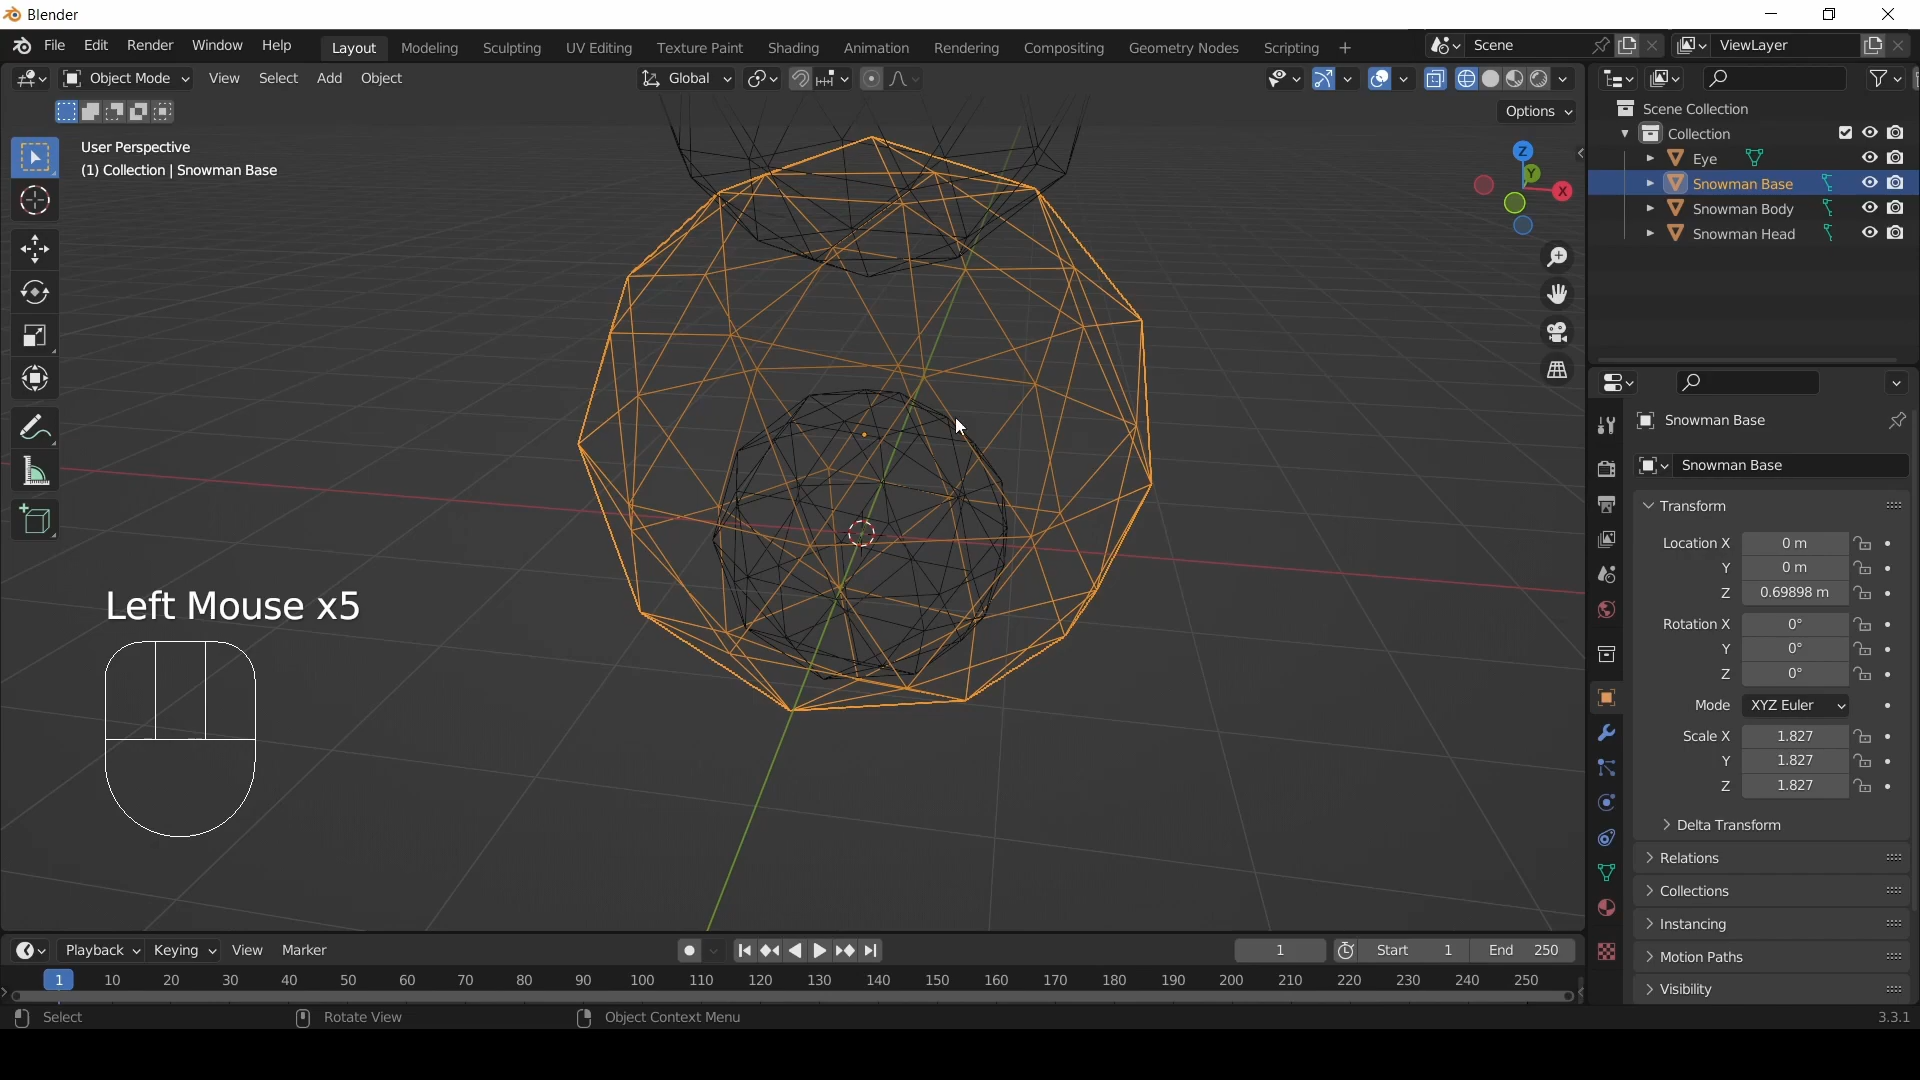 Blender
File Edit Render Window Help
Layout Modeling Sculpting UV Editing Texture Paint Shading Animation Rendering Compositing Geometry Nodes Scripting +
Scene
ViewLayer
Object Mode View Select Add Object
Global
Options
User Perspective
(1) Collection | Snowman Base
Z
Y
X
Scene Collection
Collection
Eye
Snowman Base
Snowman Body
Snowman Head
Snowman Base
Snowman Base
Transform
Location X 0 m
Y 0 m
Z 0.69898 m
Rotation X 0°
Y 0°
Z 0°
Mode XYZ Euler
Scale X 1.827
Y 1.827
Z 1.827
Delta Transform
Relations
Collections
Instancing
Motion Paths
Visibility
Left Mouse x5
Playback Keying View Marker
1
Start 1
End 250
1 10 20 30 40 50 60 70 80 90 100 110 120 130 140 150 160 170 180 190 200 210 220 230 240 250
Select
Rotate View
Object Context Menu
3.3.1